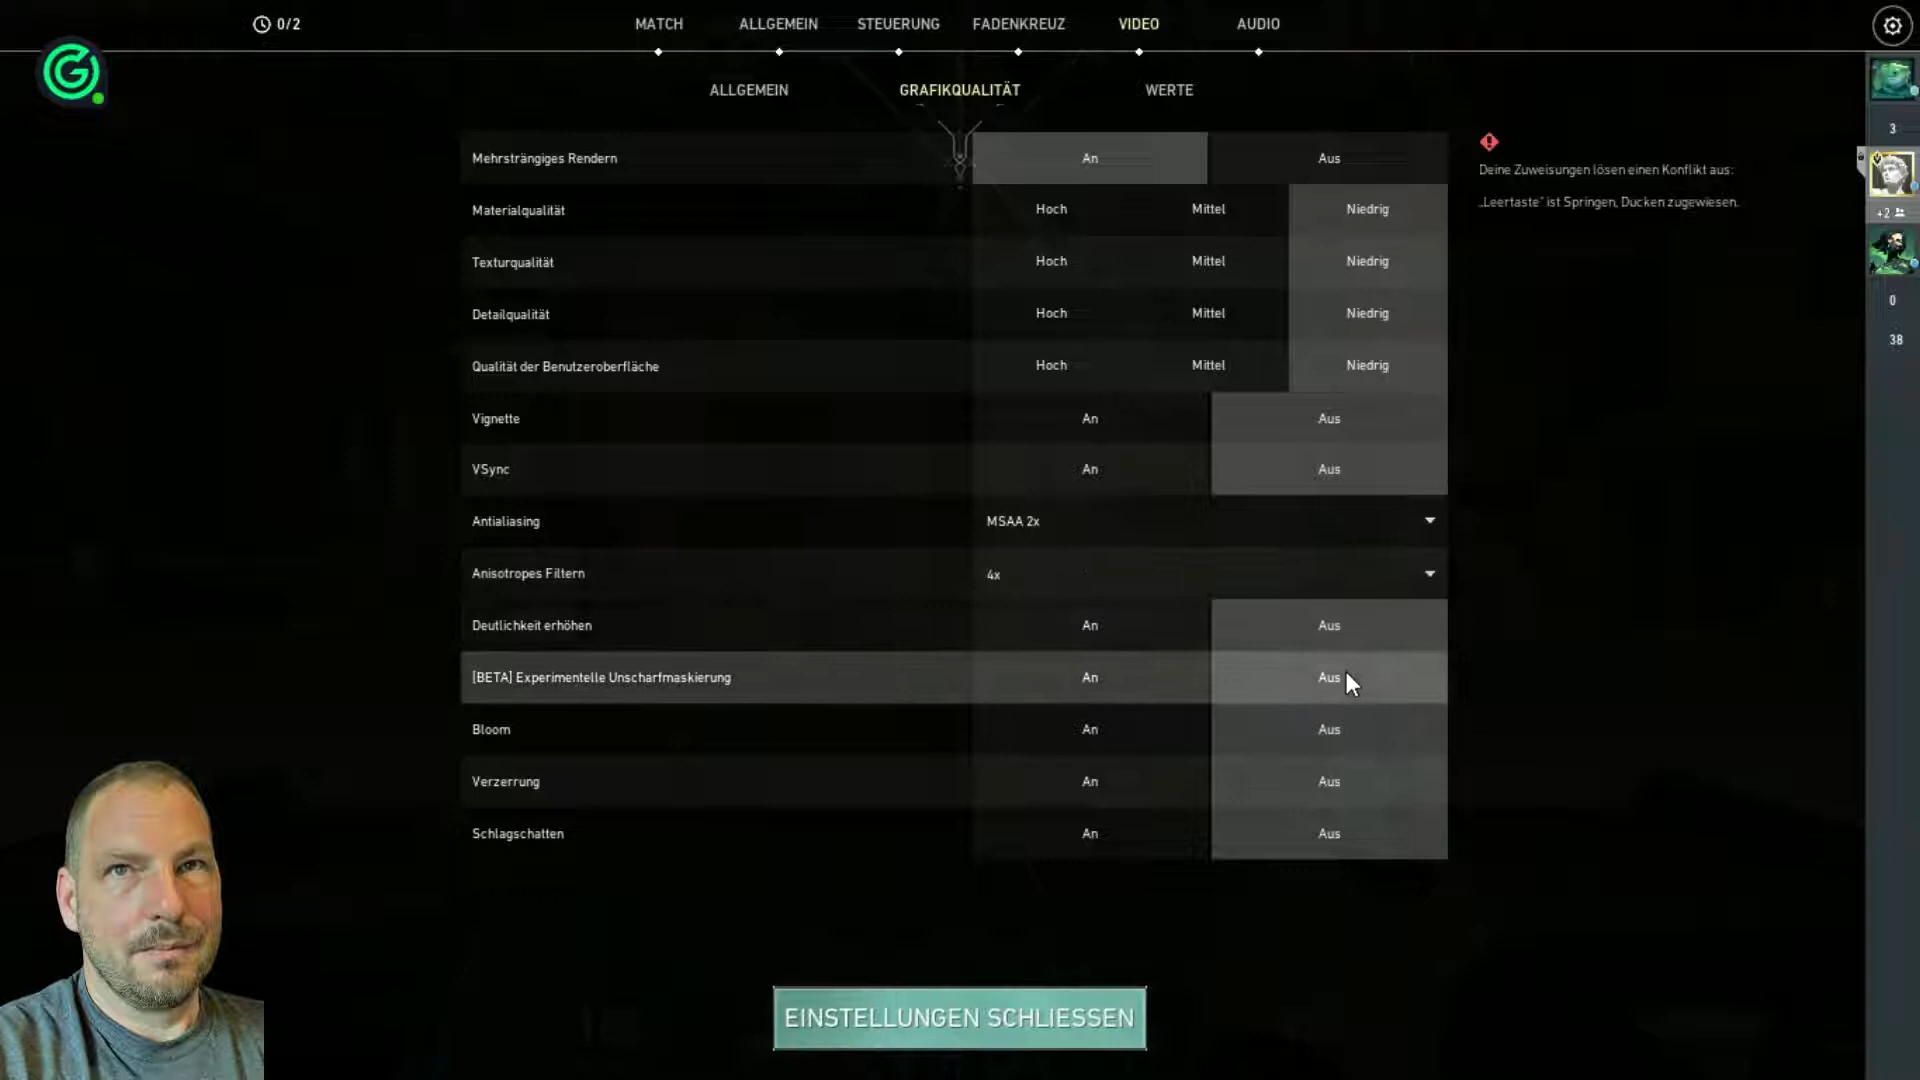 0/2
MATCH
ALLGEMEIN
STEUERUNG
FADENKREUZ
VIDEO
AUDIO
ALLGEMEIN
GRAFIKQUALITÄT
WERTE
Mehrsträngiges Rendern An Aus
Materialqualität Hoch Mittel Niedrig
Texturqualität Hoch Mittel Niedrig
Detailqualität Hoch Mittel Niedrig
Qualität der Benutzeroberfläche Hoch Mittel Niedrig
Vignette An Aus
VSync An Aus
Antialiasing MSAA 2x
Anisotropes Filtern 4x
Deutlichkeit erhöhen An Aus
[BETA] Experimentelle Unscharfmaskierung An Aus
Bloom An Aus
Verzerrung An Aus
Schlagschatten An Aus
Deine Zuweisungen lösen einen Konflikt aus:
„Leertaste“ ist Springen, Ducken zugewiesen.
3
+2
0
38
EINSTELLUNGEN SCHLIESSEN